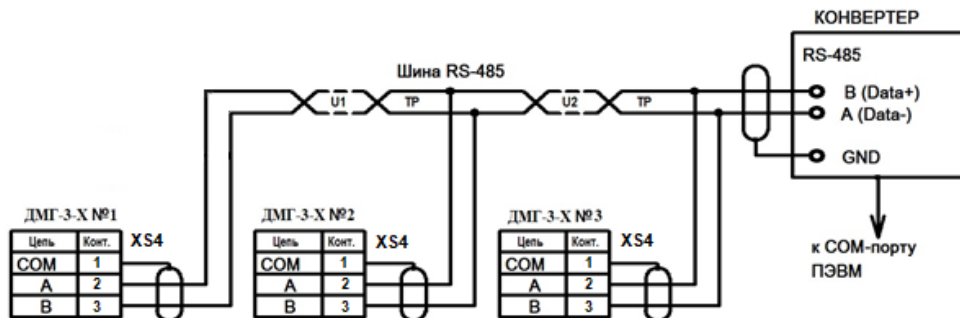 КОНВЕРТЕР
RS-485
Шина RS-485
B (Data+)
U1
TP
U2
TP
A (Data-)
GND
ДМГ-3-Х №1
XS4
Цепь Конт.
COM 1
A 2
B 3
ДМГ-3-Х №2
XS4
Цепь Конт.
COM 1
A 2
B 3
ДМГ-3-Х №3
XS4
Цепь Конт.
COM 1
A 2
B 3
к COM-порту
ПЭВМ